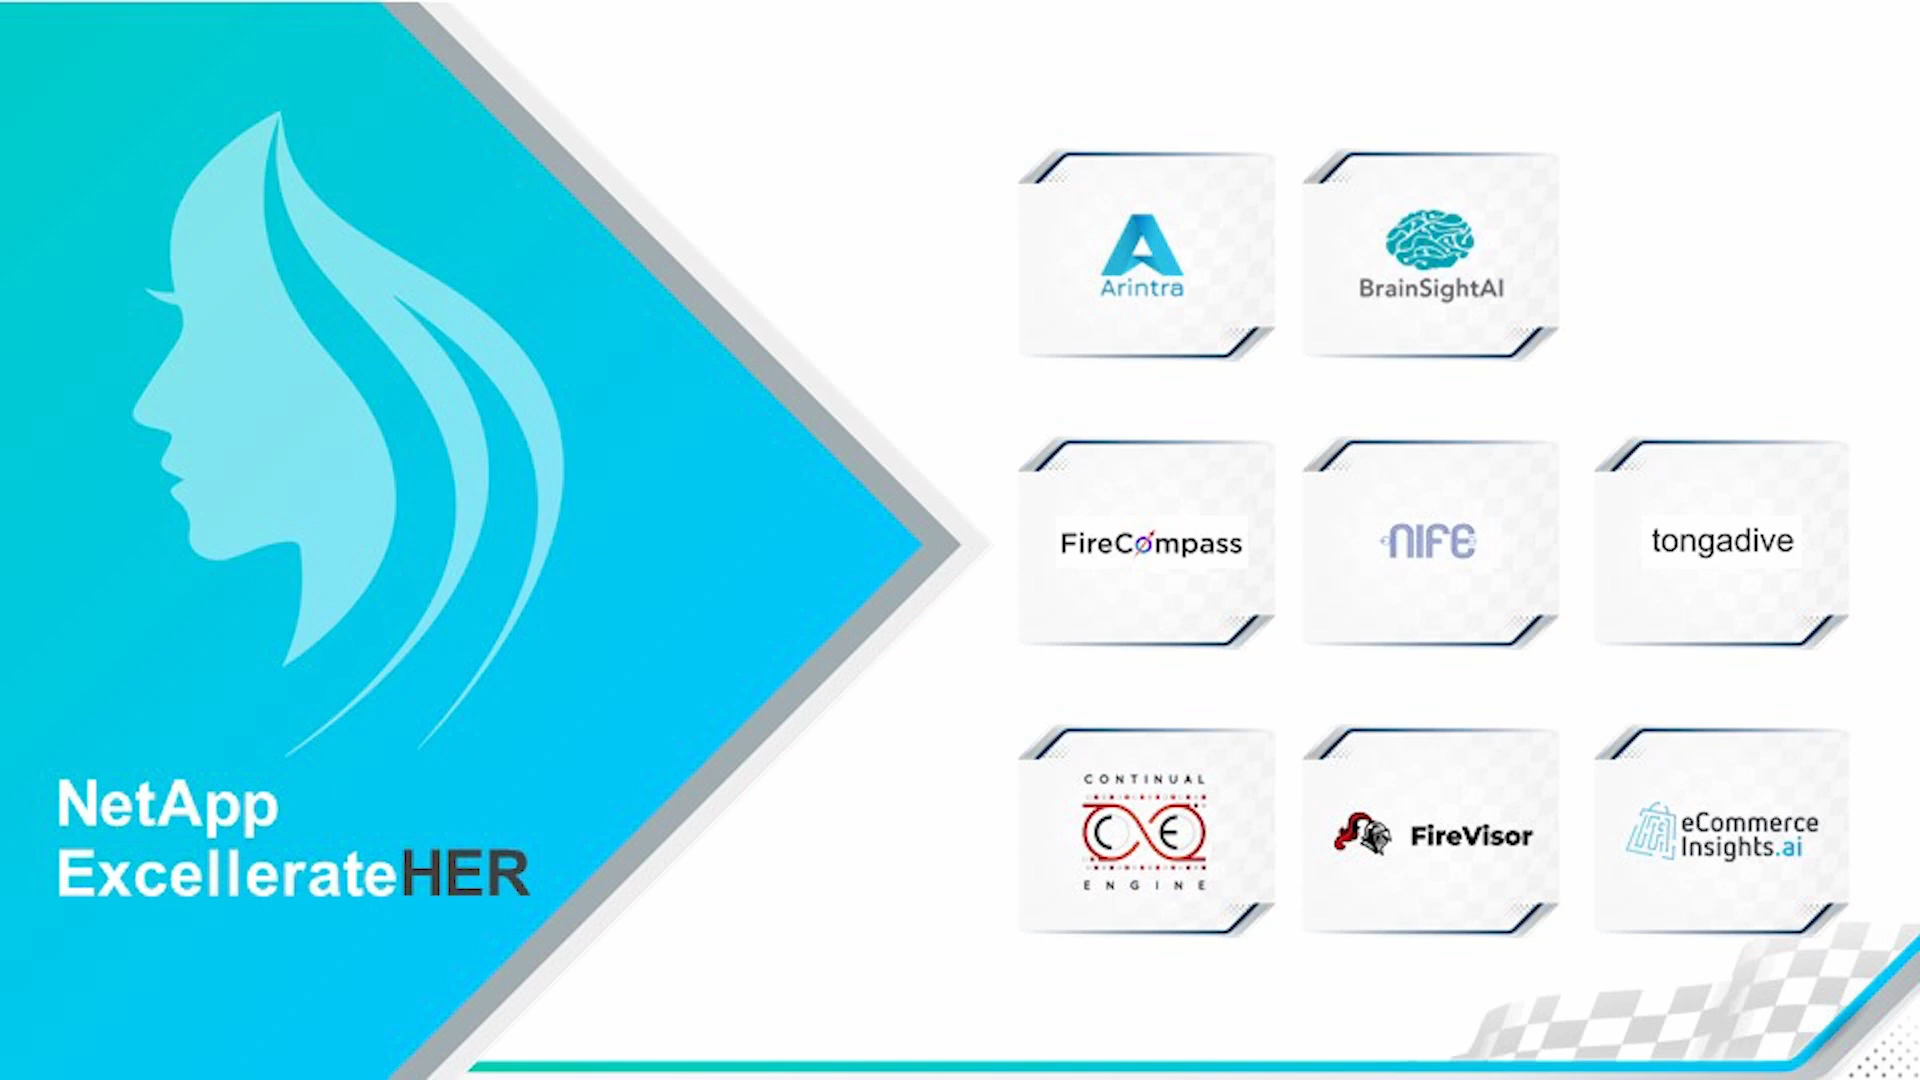 NetApp
ExcellerateHER
Arintra
BrainSightAI
FireCompass
NIFE
tongadive
CONTINUAL
CE
ENGINE
FireVisor
eCommerce
Insights.ai